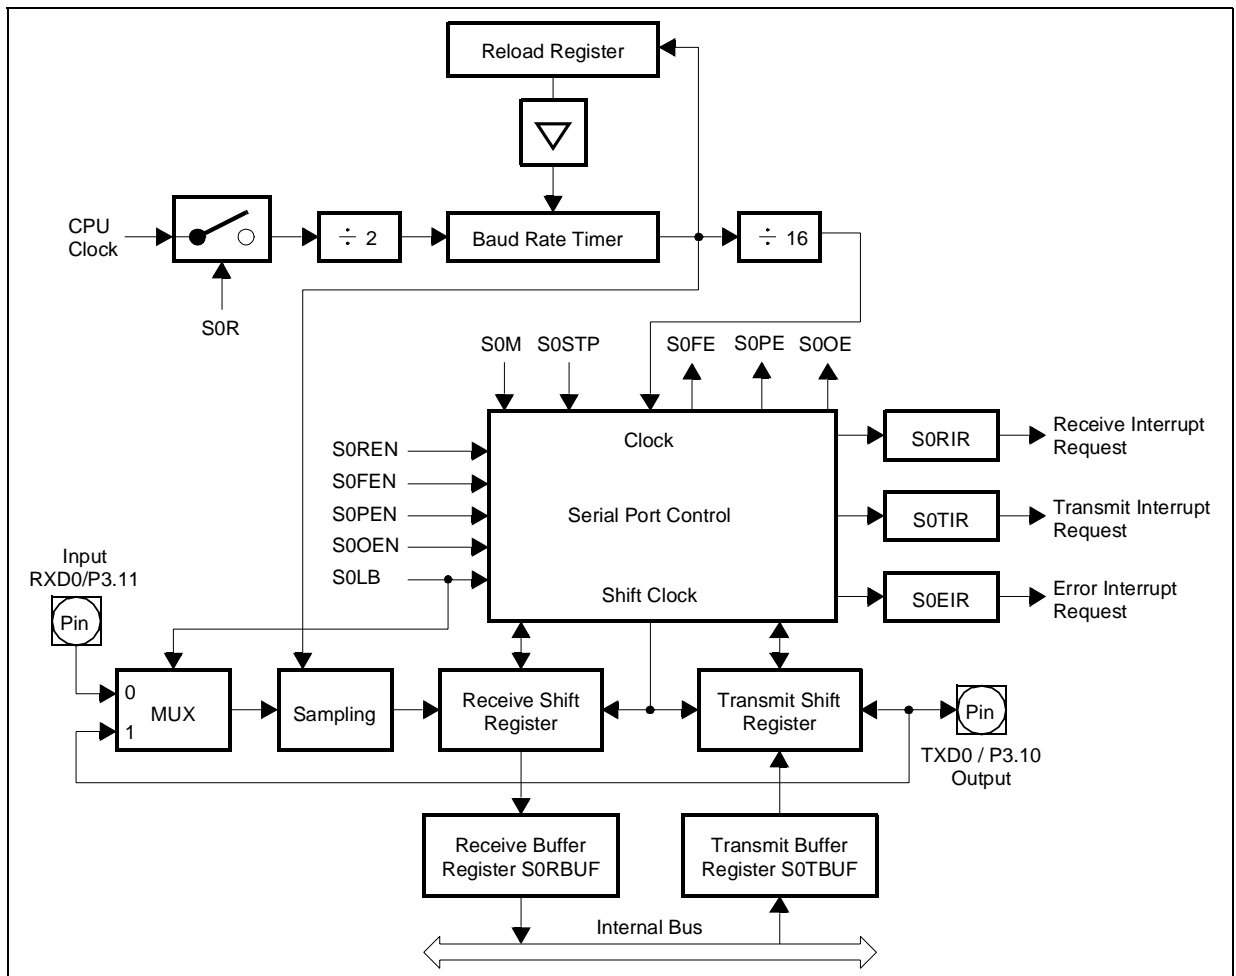 Reload Register
CPU
Clock
÷ 2
Baud Rate Timer
÷ 16
S0R
S0M
S0STP
S0FE
S0PE
S0OE
Clock
S0RIR
Receive Interrupt
Request
S0REN
S0FEN
S0PEN
S0OEN
S0LB
Serial Port Control
S0TIR
Transmit Interrupt
Request
Shift Clock
S0EIR
Error Interrupt
Request
Input
RXD0/P3.11
Pin
0
MUX
1
Sampling
Receive Shift
Register
Transmit Shift
Register
Pin
TXD0 / P3.10
Output
Receive Buffer
Register S0RBUF
Transmit Buffer
Register S0TBUF
Internal Bus